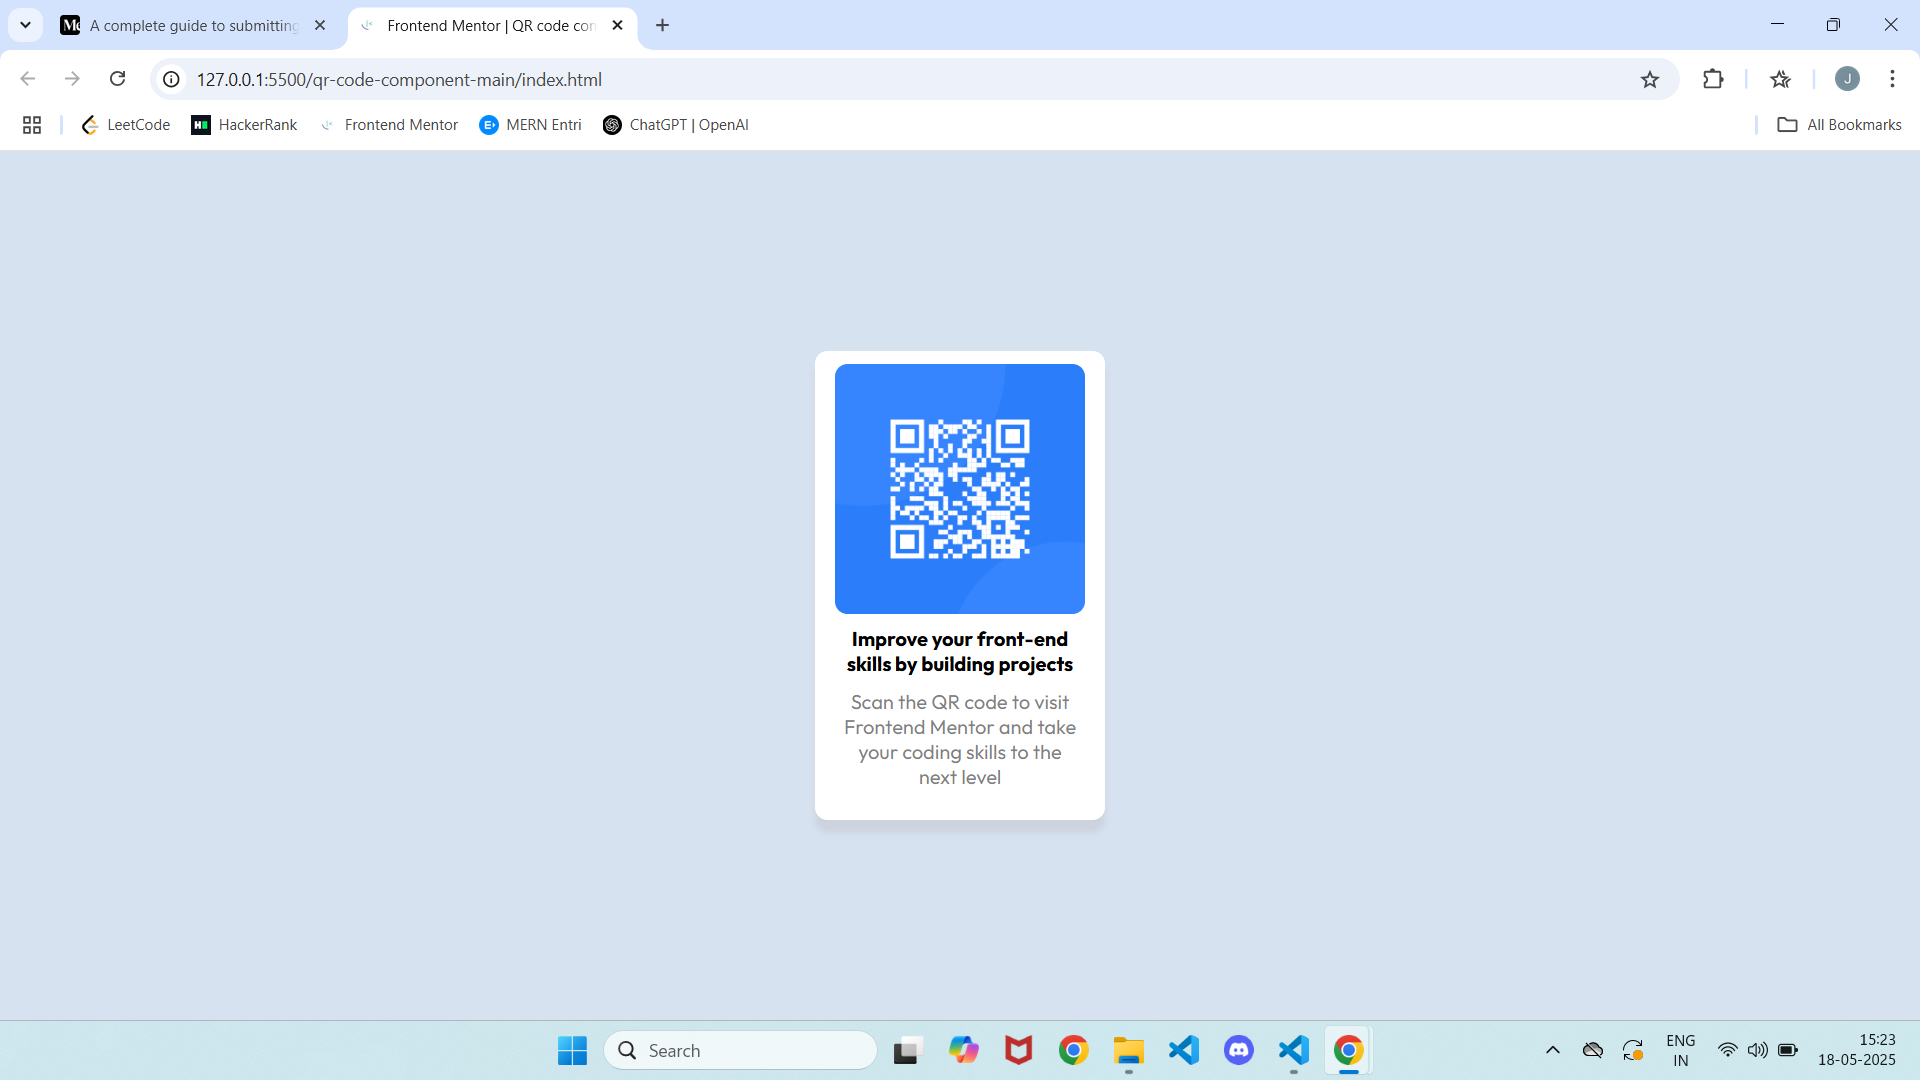 A complete guide to submitting
Frontend Mentor | QR code con
127.0.0.1:5500/qr-code-component-main/index.html
J
LeetCode
HackerRank
Frontend Mentor
MERN Entri
ChatGPT | OpenAI
All Bookmarks
Improve your front-end
skills by building projects
Scan the QR code to visit
Frontend Mentor and take
your coding skills to the
next level
Search
ENG
IN
15:23
18-05-2025